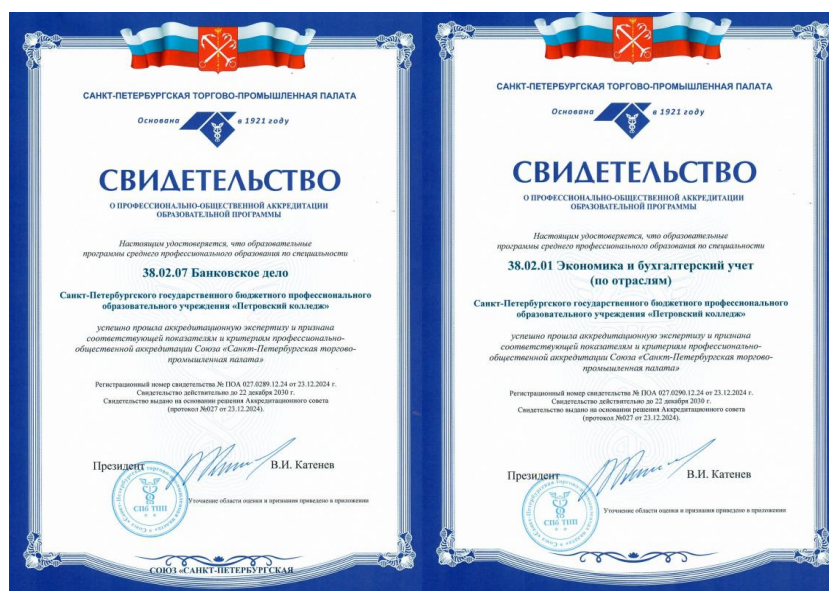 САНКТ-ПЕТЕРБУРГСКАЯ ТОРГОВО-ПРОМЫШЛЕННАЯ ПАЛАТА
Основана в 1921 году
СВИДЕТЕЛЬСТВО
О ПРОФЕССИОНАЛЬНО-ОБЩЕСТВЕННОЙ АККРЕДИТАЦИИ
ОБРАЗОВАТЕЛЬНОЙ ПРОГРАММЫ
Настоящим удостоверяется, что образовательные
программы среднего профессионального образования по специальности
38.02.07 Банковское дело
Санкт-Петербургского государственного бюджетного профессионального
образовательного учреждения «Петровский колледж»
успешно прошла аккредитационную экспертизу и признана
соответствующей показателям и критериям профессионально-
общественной аккредитации Союза «Санкт-Петербургская торгово-
промышленная палата»
Регистрационный номер свидетельства № ПОА 027.0289.12.24 от 23.12.2024 г.
Свидетельство действительно до 22 декабря 2030 г.
Свидетельство выдано на основании решения Аккредитационного совета
(протокол №027 от 23.12.2024).
Президент В.И. Катенев
СПб ТПП
Уточнение области оценки и признания приведено в приложении
СОЮЗ «САНКТ-ПЕТЕРБУРГСКАЯ
САНКТ-ПЕТЕРБУРГСКАЯ ТОРГОВО-ПРОМЫШЛЕННАЯ ПАЛАТА
Основана в 1921 году
СВИДЕТЕЛЬСТВО
О ПРОФЕССИОНАЛЬНО-ОБЩЕСТВЕННОЙ АККРЕДИТАЦИИ
ОБРАЗОВАТЕЛЬНОЙ ПРОГРАММЫ
Настоящим удостоверяется, что образовательные
программы среднего профессионального образования по специальности
38.02.01 Экономика и бухгалтерский учет
(по отраслям)
Санкт-Петербургского государственного бюджетного профессионального
образовательного учреждения «Петровский колледж»
успешно прошла аккредитационную экспертизу и признана
соответствующей показателям и критериям профессионально-
общественной аккредитации Союза «Санкт-Петербургская торгово-
промышленная палата»
Регистрационный номер свидетельства № ПОА 027.0290.12.24 от 23.12.2024 г.
Свидетельство действительно до 22 декабря 2030 г.
Свидетельство выдано на основании решения Аккредитационного совета
(протокол №027 от 23.12.2024).
Президент В.И. Катенев
СПб ТПП
Уточнение области оценки и признания приведено в приложении